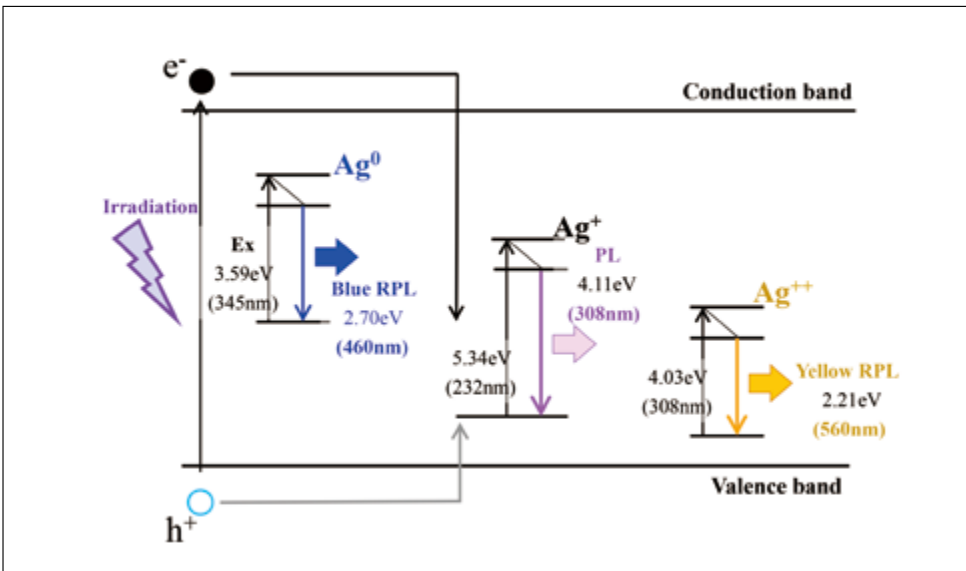 e-
Conduction band
Irradiation
Ag0
Ex
3.59eV
(345nm)
Blue RPL
2.70eV
(460nm)
Ag+
PL
4.11eV
(308nm)
5.34eV
(232nm)
Ag++
4.03eV
(308nm)
Yellow RPL
2.21eV
(560nm)
Valence band
h+